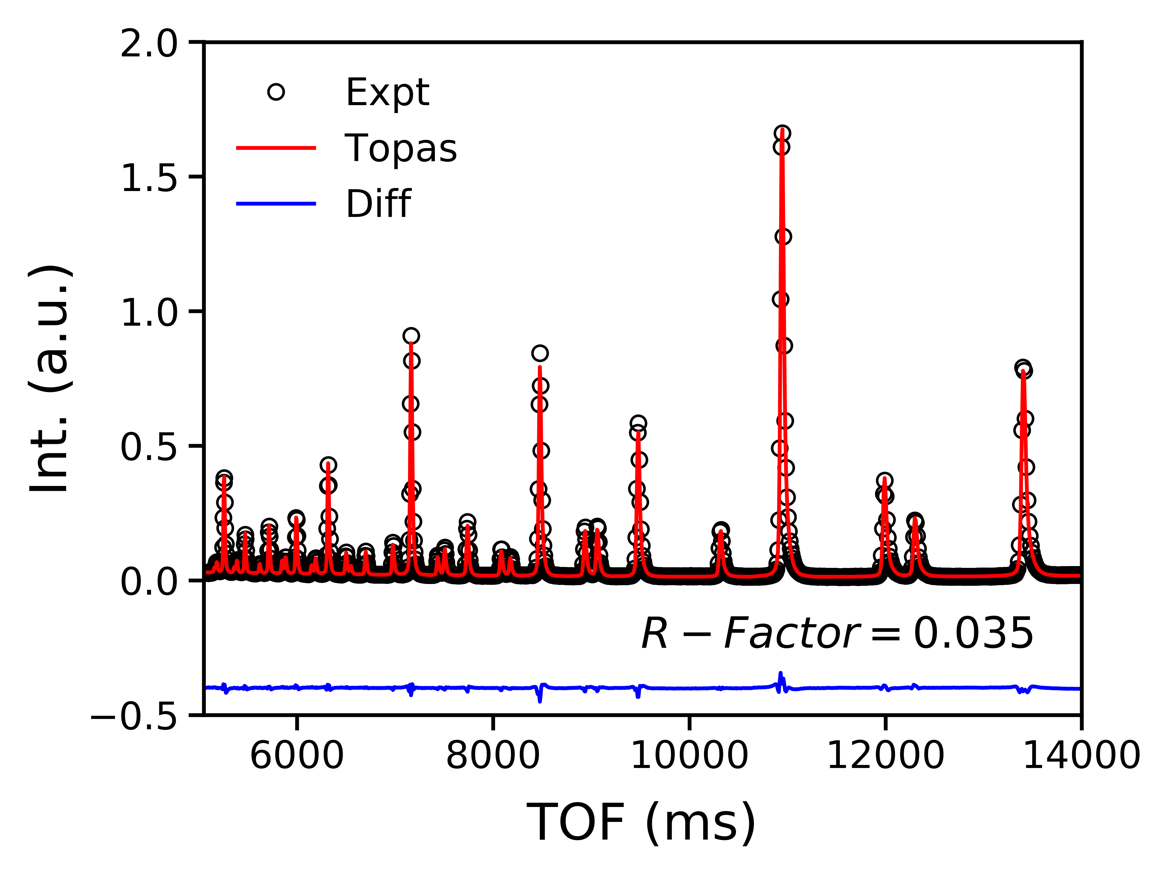 2.0
1.5
1.0
0.5
0.0
−0.5
Int. (a.u.)
Expt
Topas
Diff
R − Factor = 0.035
6000 8000 10000 12000 14000
TOF (ms)